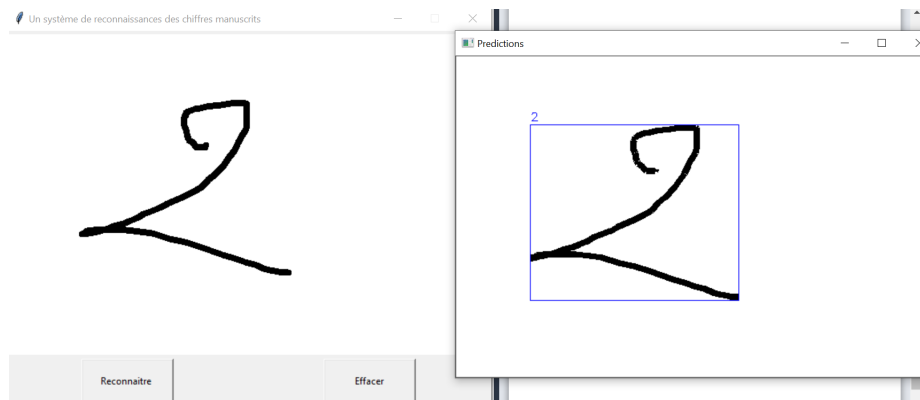 Un système de reconnaissances des chiffres manuscrits
2
Reconnaitre
Effacer
Predictions
2
2